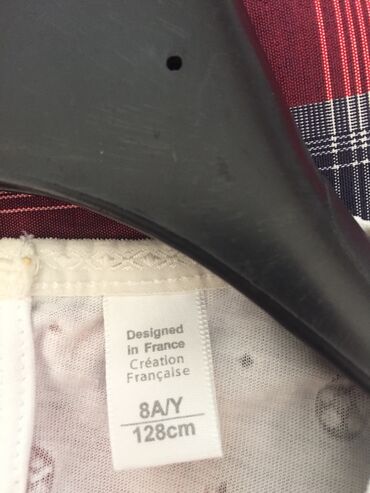 Designed
in France
Création
Française
8A/Y
128cm